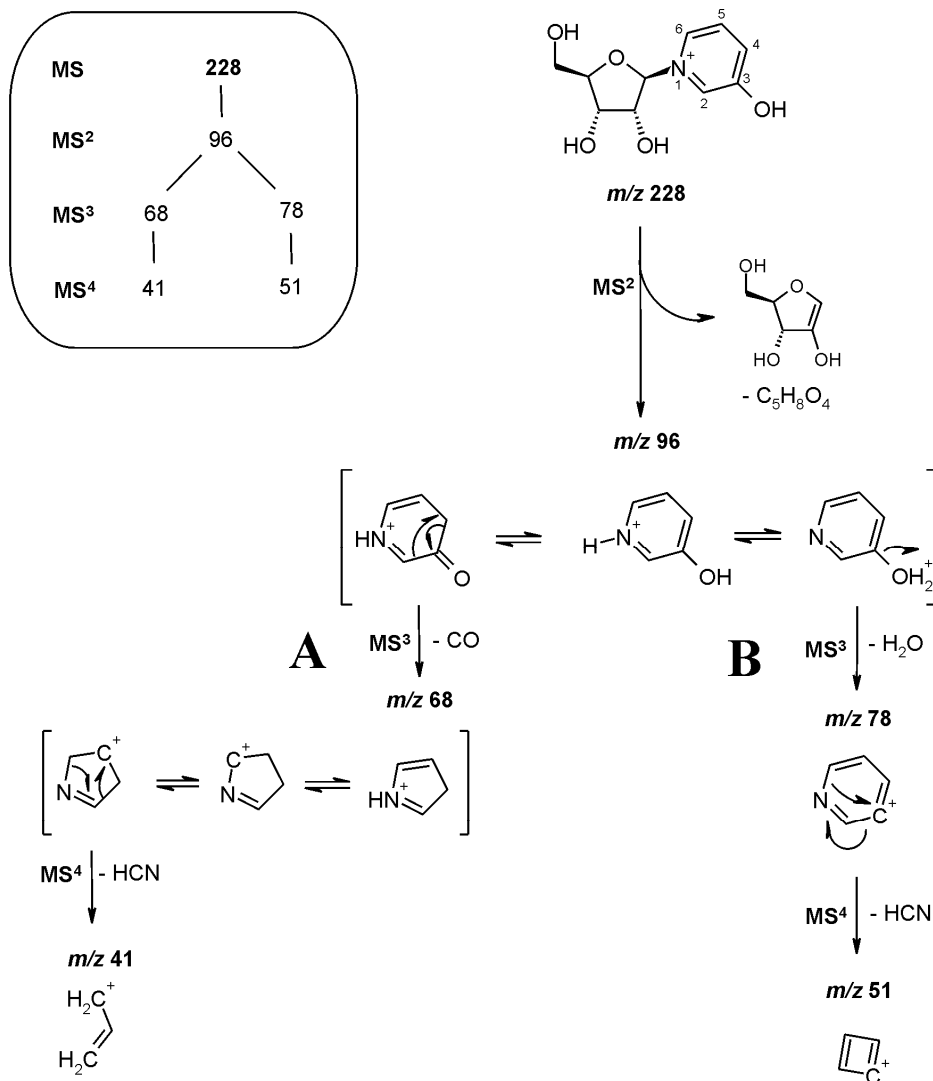 MS 228
MS² 96
MS³ 68 78
MS⁴ 41 51
OH
O
N
+
1
2
3
4
5
6
OH
HO OH
m/z 228
MS²
OH
O
HO OH
- C₅H₈O₄
m/z 96
HN
+
O
H
N
+
OH
N
OH₂
+
A
MS³ - CO
m/z 68
B
MS³ - H₂O
m/z 78
N
C
+
N
C
+
HN
+
N
C
+
MS⁴ - HCN
m/z 41
H₂C
+
H₂C
MS⁴ - HCN
m/z 51
C
+